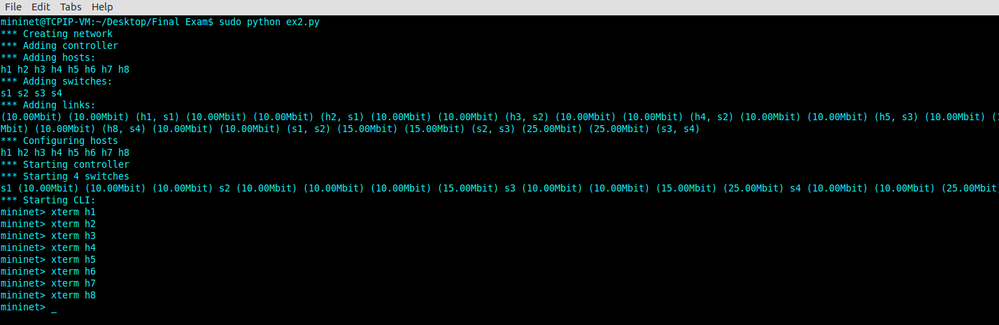 File Edit Tabs Help
mininet@TCPIP-VM:~/Desktop/Final Exam$ sudo python ex2.py
*** Creating network
*** Adding controller
*** Adding hosts:
h1 h2 h3 h4 h5 h6 h7 h8
*** Adding switches:
s1 s2 s3 s4
*** Adding links:
(10.00Mbit) (10.00Mbit) (h1, s1) (10.00Mbit) (10.00Mbit) (h2, s1) (10.00Mbit) (10.00Mbit) (h3, s2) (10.00Mbit) (10.00Mbit) (h4, s2) (10.00Mbit) (10.00Mbit) (h5, s3) (10.00Mbit) (
Mbit) (10.00Mbit) (h8, s4) (10.00Mbit) (10.00Mbit) (s1, s2) (15.00Mbit) (15.00Mbit) (s2, s3) (25.00Mbit) (25.00Mbit) (s3, s4)
*** Configuring hosts
h1 h2 h3 h4 h5 h6 h7 h8
*** Starting controller
*** Starting 4 switches
s1 (10.00Mbit) (10.00Mbit) (10.00Mbit) s2 (10.00Mbit) (10.00Mbit) (10.00Mbit) (15.00Mbit) s3 (10.00Mbit) (10.00Mbit) (15.00Mbit) (25.00Mbit) s4 (10.00Mbit) (10.00Mbit) (25.00Mbit
*** Starting CLI:
mininet> xterm h1
mininet> xterm h2
mininet> xterm h3
mininet> xterm h4
mininet> xterm h5
mininet> xterm h6
mininet> xterm h7
mininet> xterm h8
mininet> _